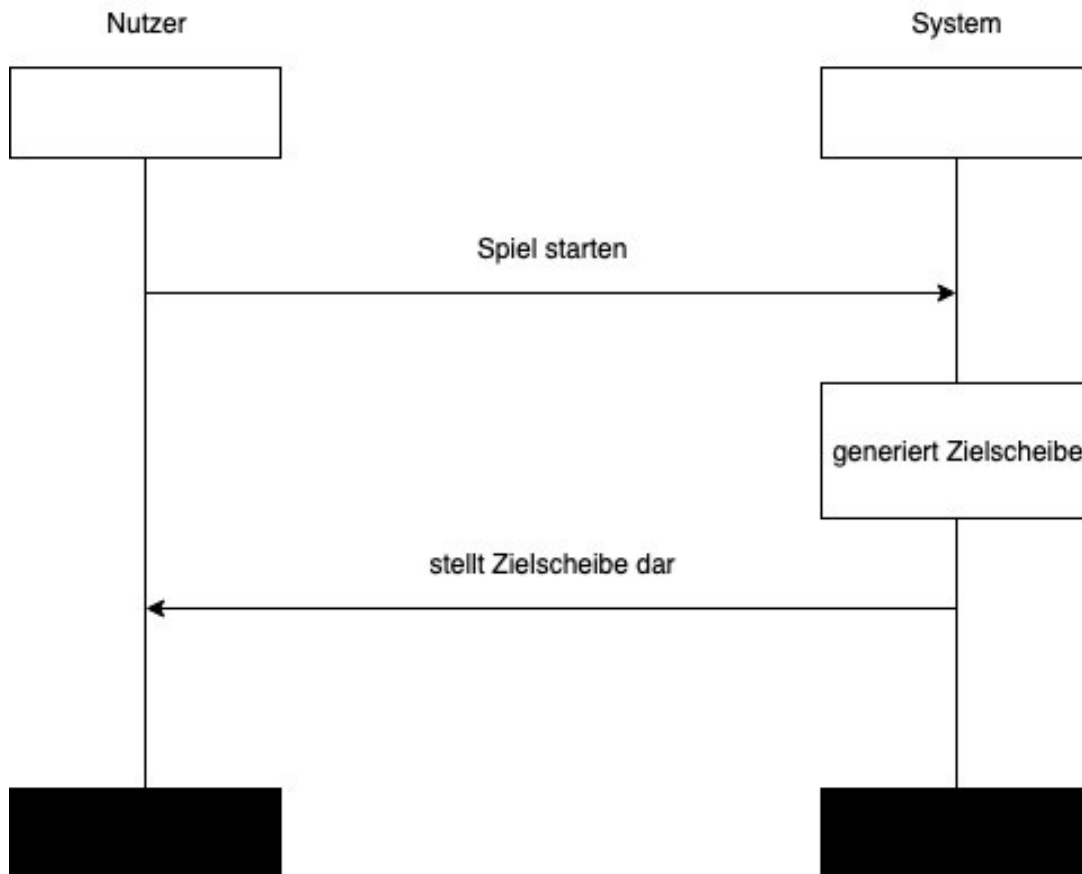 Nutzer
System
Spiel starten
generiert Zielscheibe
stellt Zielscheibe dar